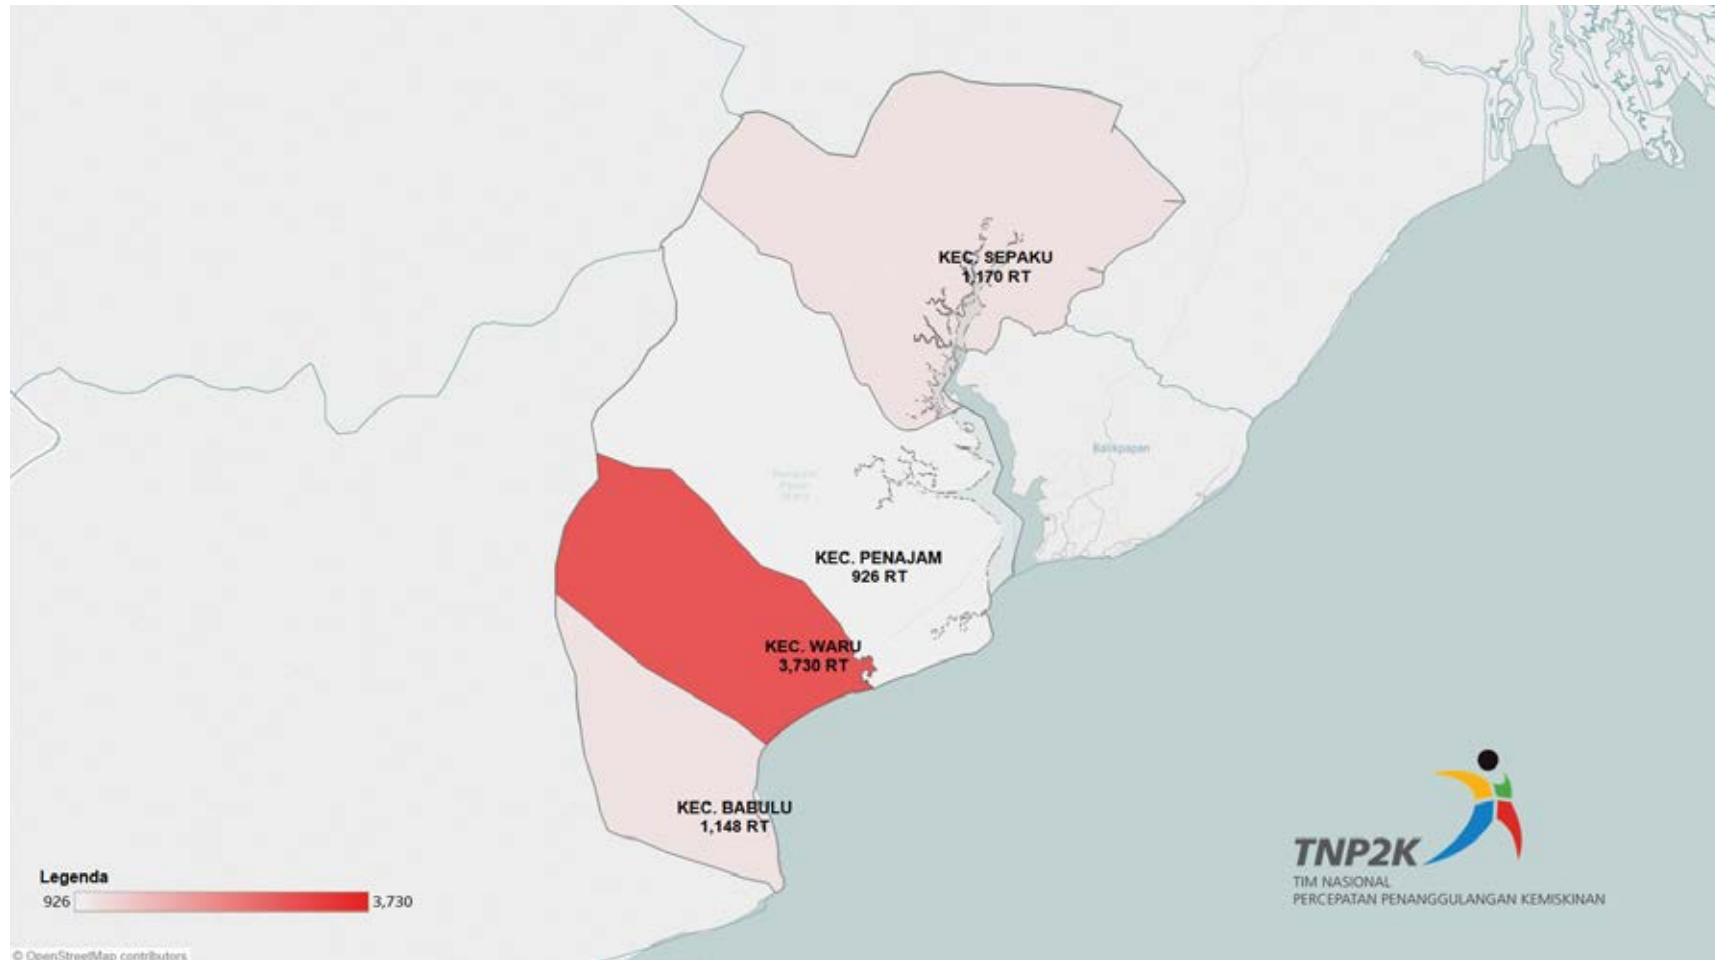 KEC. SEPAKU
1,170 RT
Balikpapan
KEC. PENAJAM
926 RT
KEC. WARU
3,730 RT
KEC. BABULU
1,148 RT
Legenda
926 3,730
TNP2K
TIM NASIONAL
PERCEPATAN PENANGGULANGAN KEMISKINAN
© OpenStreetMap contributors